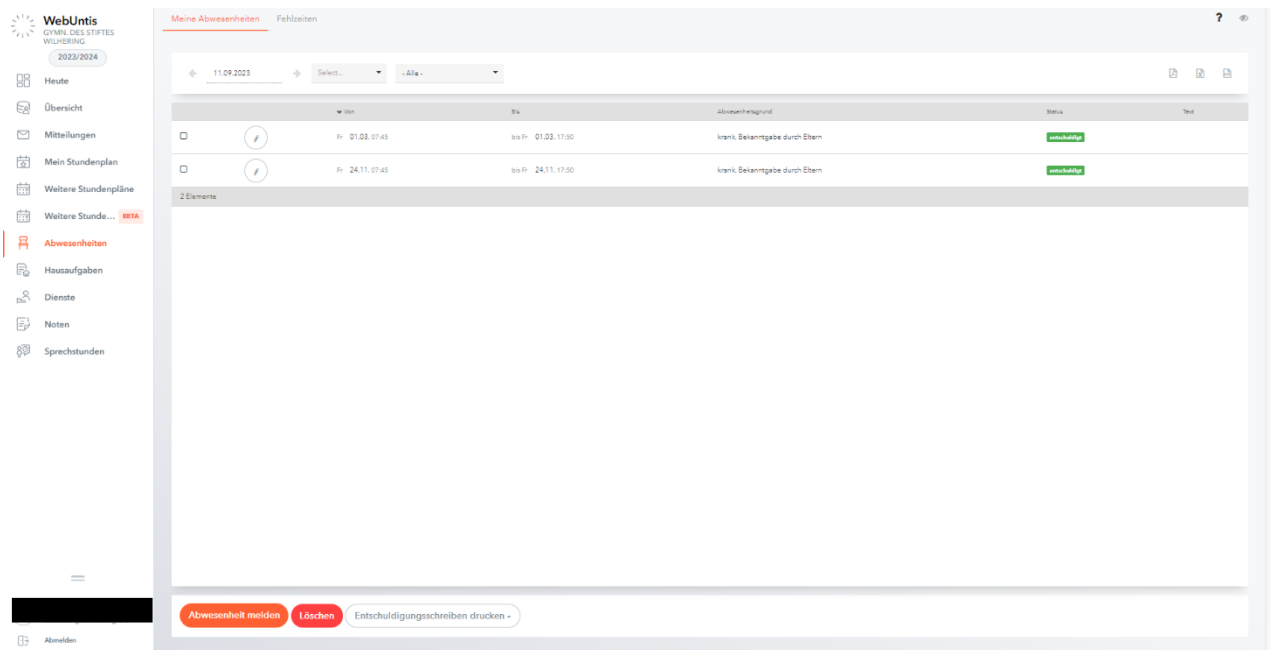 WebUntis
GYMN. DES STIFTES
WILHERING
2023/2024
Heute
Übersicht
Mitteilungen
Mein Stundenplan
Weitere Stundenpläne
Weitere Stunde... BETA
Abwesenheiten
Hausaufgaben
Dienste
Noten
Sprechstunden
Abmelden
Meine Abwesenheiten Fehlzeiten
?
11.09.2023 Select... - Alle -
Von Bis Abwesenheitsgrund Status Text
Fr 01.03. 07:45 bis Fr 01.03. 17:50 krank, Bekanntgabe durch Eltern entschuldigt
Fr 24.11. 07:45 bis Fr 24.11. 17:50 krank, Bekanntgabe durch Eltern entschuldigt
2 Elemente
Abwesenheit melden Löschen Entschuldigungsschreiben drucken